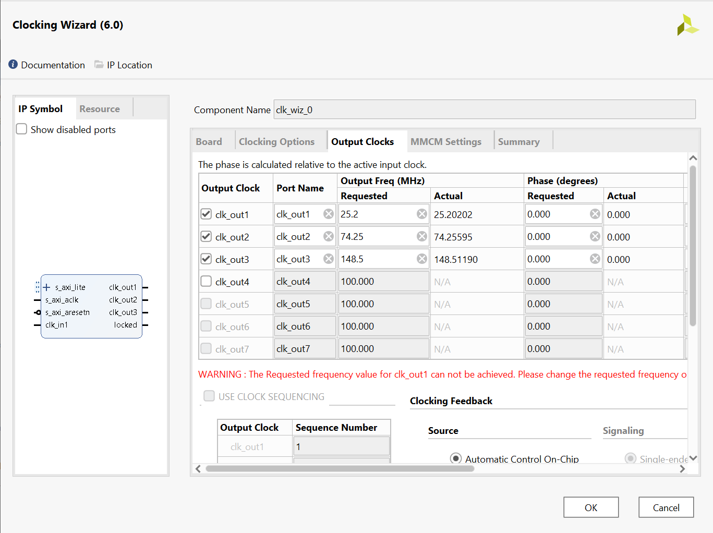 Clocking Wizard (6.0)
Documentation IP Location
IP Symbol Resource
Show disabled ports
s_axi_lite clk_out1
s_axi_aclk clk_out2
s_axi_aresetn clk_out3
clk_in1 locked
Component Name clk_wiz_0
Board Clocking Options Output Clocks MMCM Settings Summary
The phase is calculated relative to the active input clock.
Output Clock Port Name Output Freq (MHz) Phase (degrees)
Requested Actual Requested Actual
clk_out1 clk_out1 25.2 25.20202 0.000 0.000
clk_out2 clk_out2 74.25 74.25595 0.000 0.000
clk_out3 clk_out3 148.5 148.51190 0.000 0.000
clk_out4 clk_out4 100.000 N/A 0.000 N/A
clk_out5 clk_out5 100.000 N/A 0.000 N/A
clk_out6 clk_out6 100.000 N/A 0.000 N/A
clk_out7 clk_out7 100.000 N/A 0.000 N/A
WARNING : The Requested frequency value for clk_out1 can not be achieved. Please change the requested frequency o
USE CLOCK SEQUENCING
Clocking Feedback
Output Clock Sequence Number
clk_out1 1
Source Signaling
Automatic Control On-Chip Single-ende
OK Cancel